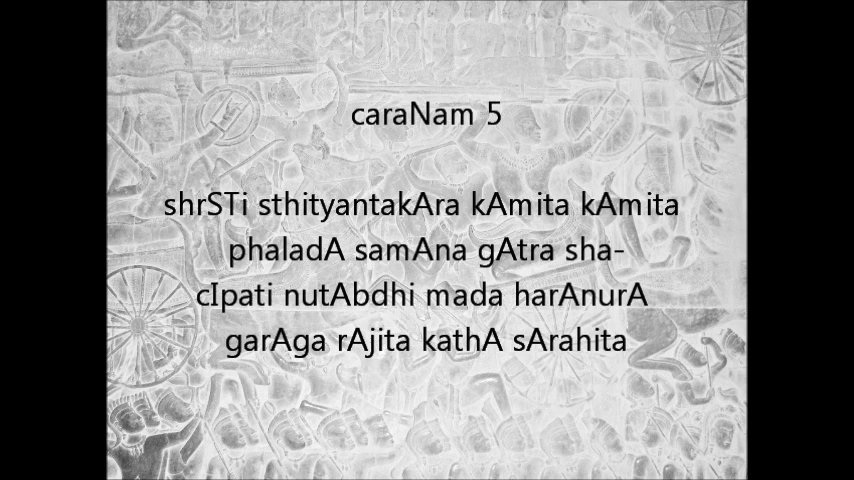 caraNam 5
shrSTi sthityantakAra kAmita kAmita
phaladA samAna gAtra sha-
cIpati nutAbdhi mada harAnurA
garAga rAjita kathA sArahita